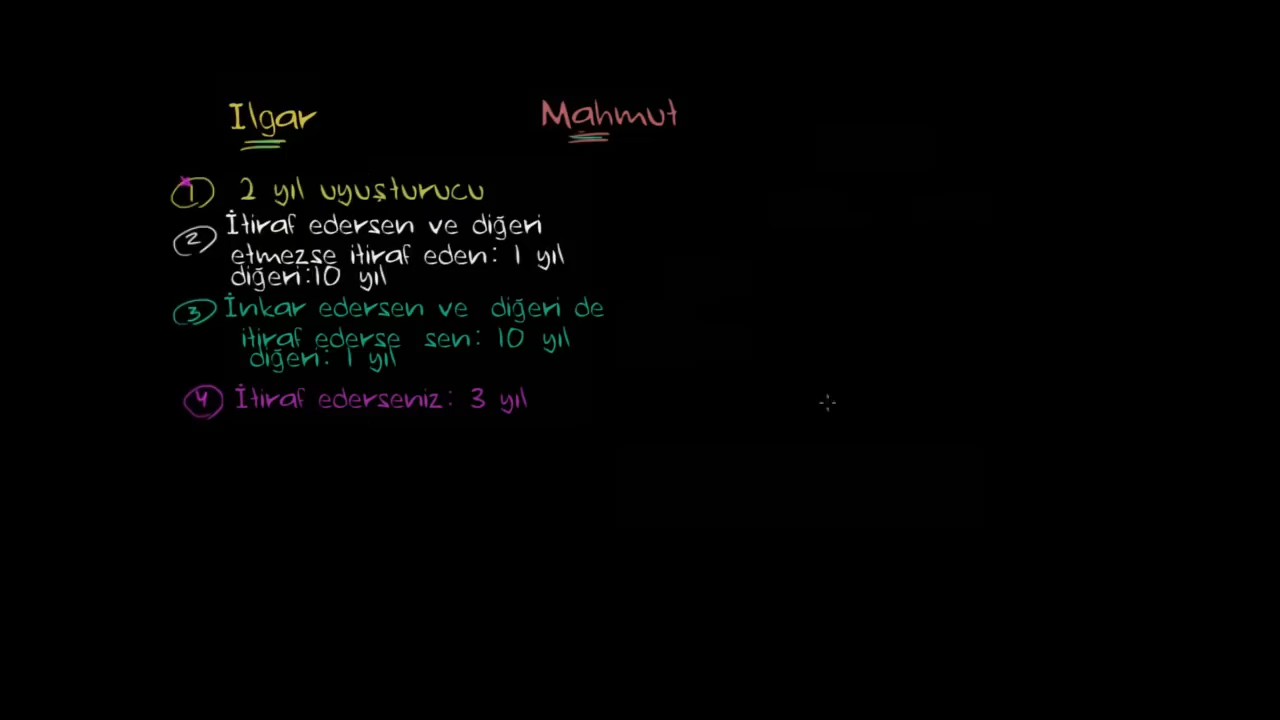 Ilgar Mahmut
1 2 yıl uyuşturucu
2 İtiraf edersen ve diğeri
etmezse itiraf eden: 1 yıl
diğeri:10 yıl
3 İnkar edersen ve diğeri de
itiraf ederse sen: 10 yıl
diğeri: 1 yıl
4 İtiraf ederseniz: 3 yıl